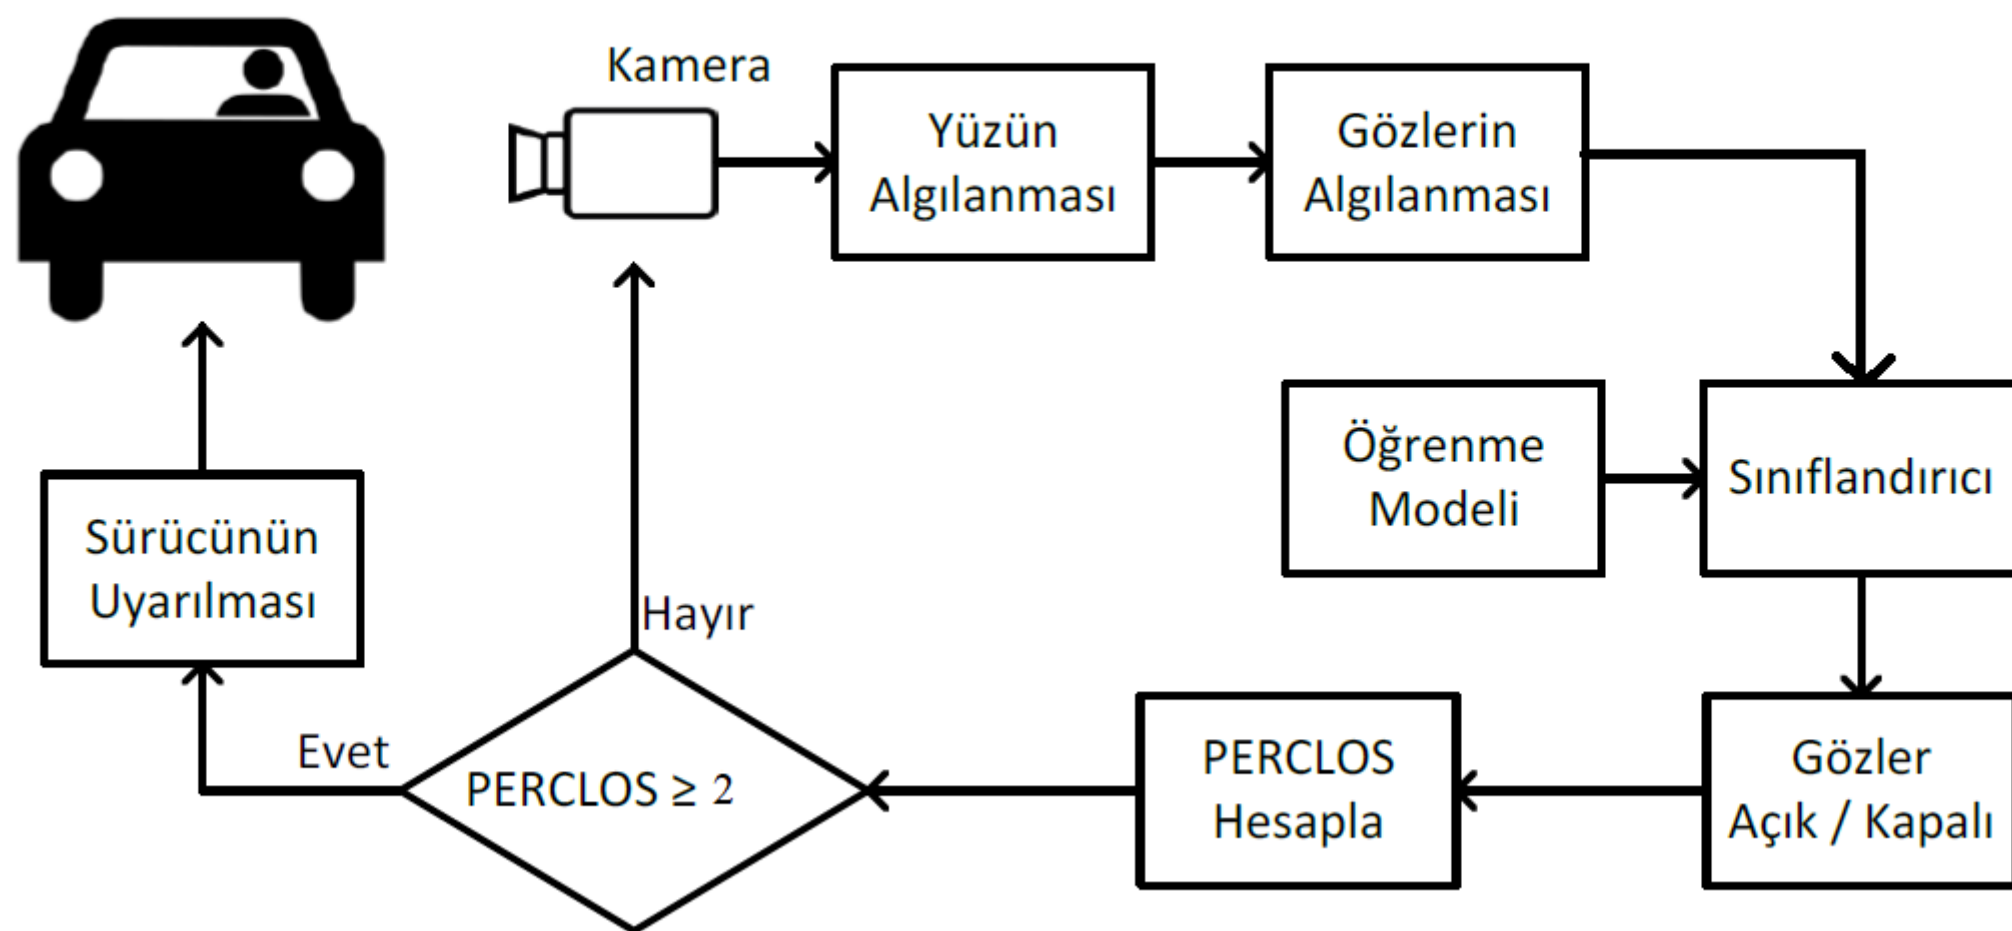 Kamera
Yüzün
Algılanması
Gözlerin
Algılanması
Öğrenme
Modeli
Sınıflandırıcı
Gözler
Açık / Kapalı
PERCLOS
Hesapla
PERCLOS ≥ 2
Hayır
Evet
Sürücünün
Uyarılması